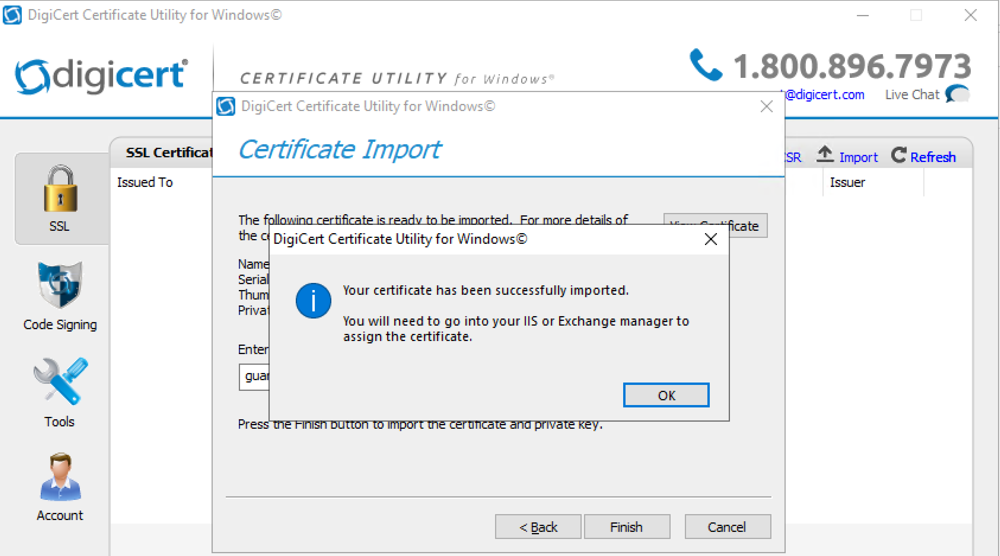 DigiCert Certificate Utility for Windows©
digicert®
CERTIFICATE UTILITY for Windows®
1.800.896.7973
@digicert.com
Live Chat
DigiCert Certificate Utility for Windows©
Certificate Import
SSL
Code Signing
Tools
Account
SSL Certificat
Import
Refresh
Issued To
Issuer
The following certificate is ready to be imported. For more details of
the ce
View Certificate
Name
Serial
Thum
Privat
Enter
guar
DigiCert Certificate Utility for Windows©
Your certificate has been successfully imported.
You will need to go into your IIS or Exchange manager to
assign the certificate.
OK
Press the Finish button to import the certificate and private key.
< Back
Finish
Cancel